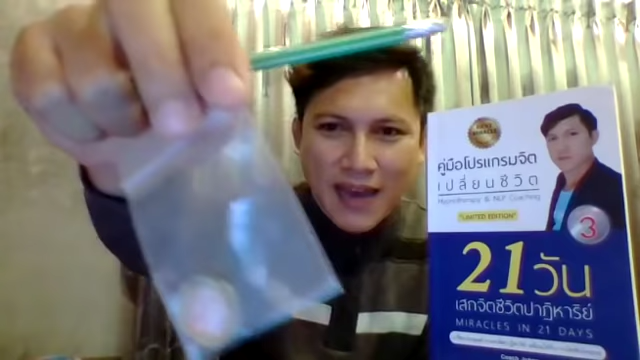 คู่มือโปรแกรมจิต
เปลี่ยนชีวิต
Hypnotherapy & NLP Coaching
"LIMITED EDITION"
3
21 วัน
เสกจิตชีวิตปาฏิหาริย์
MIRACLES IN 21 DAYS
Coach